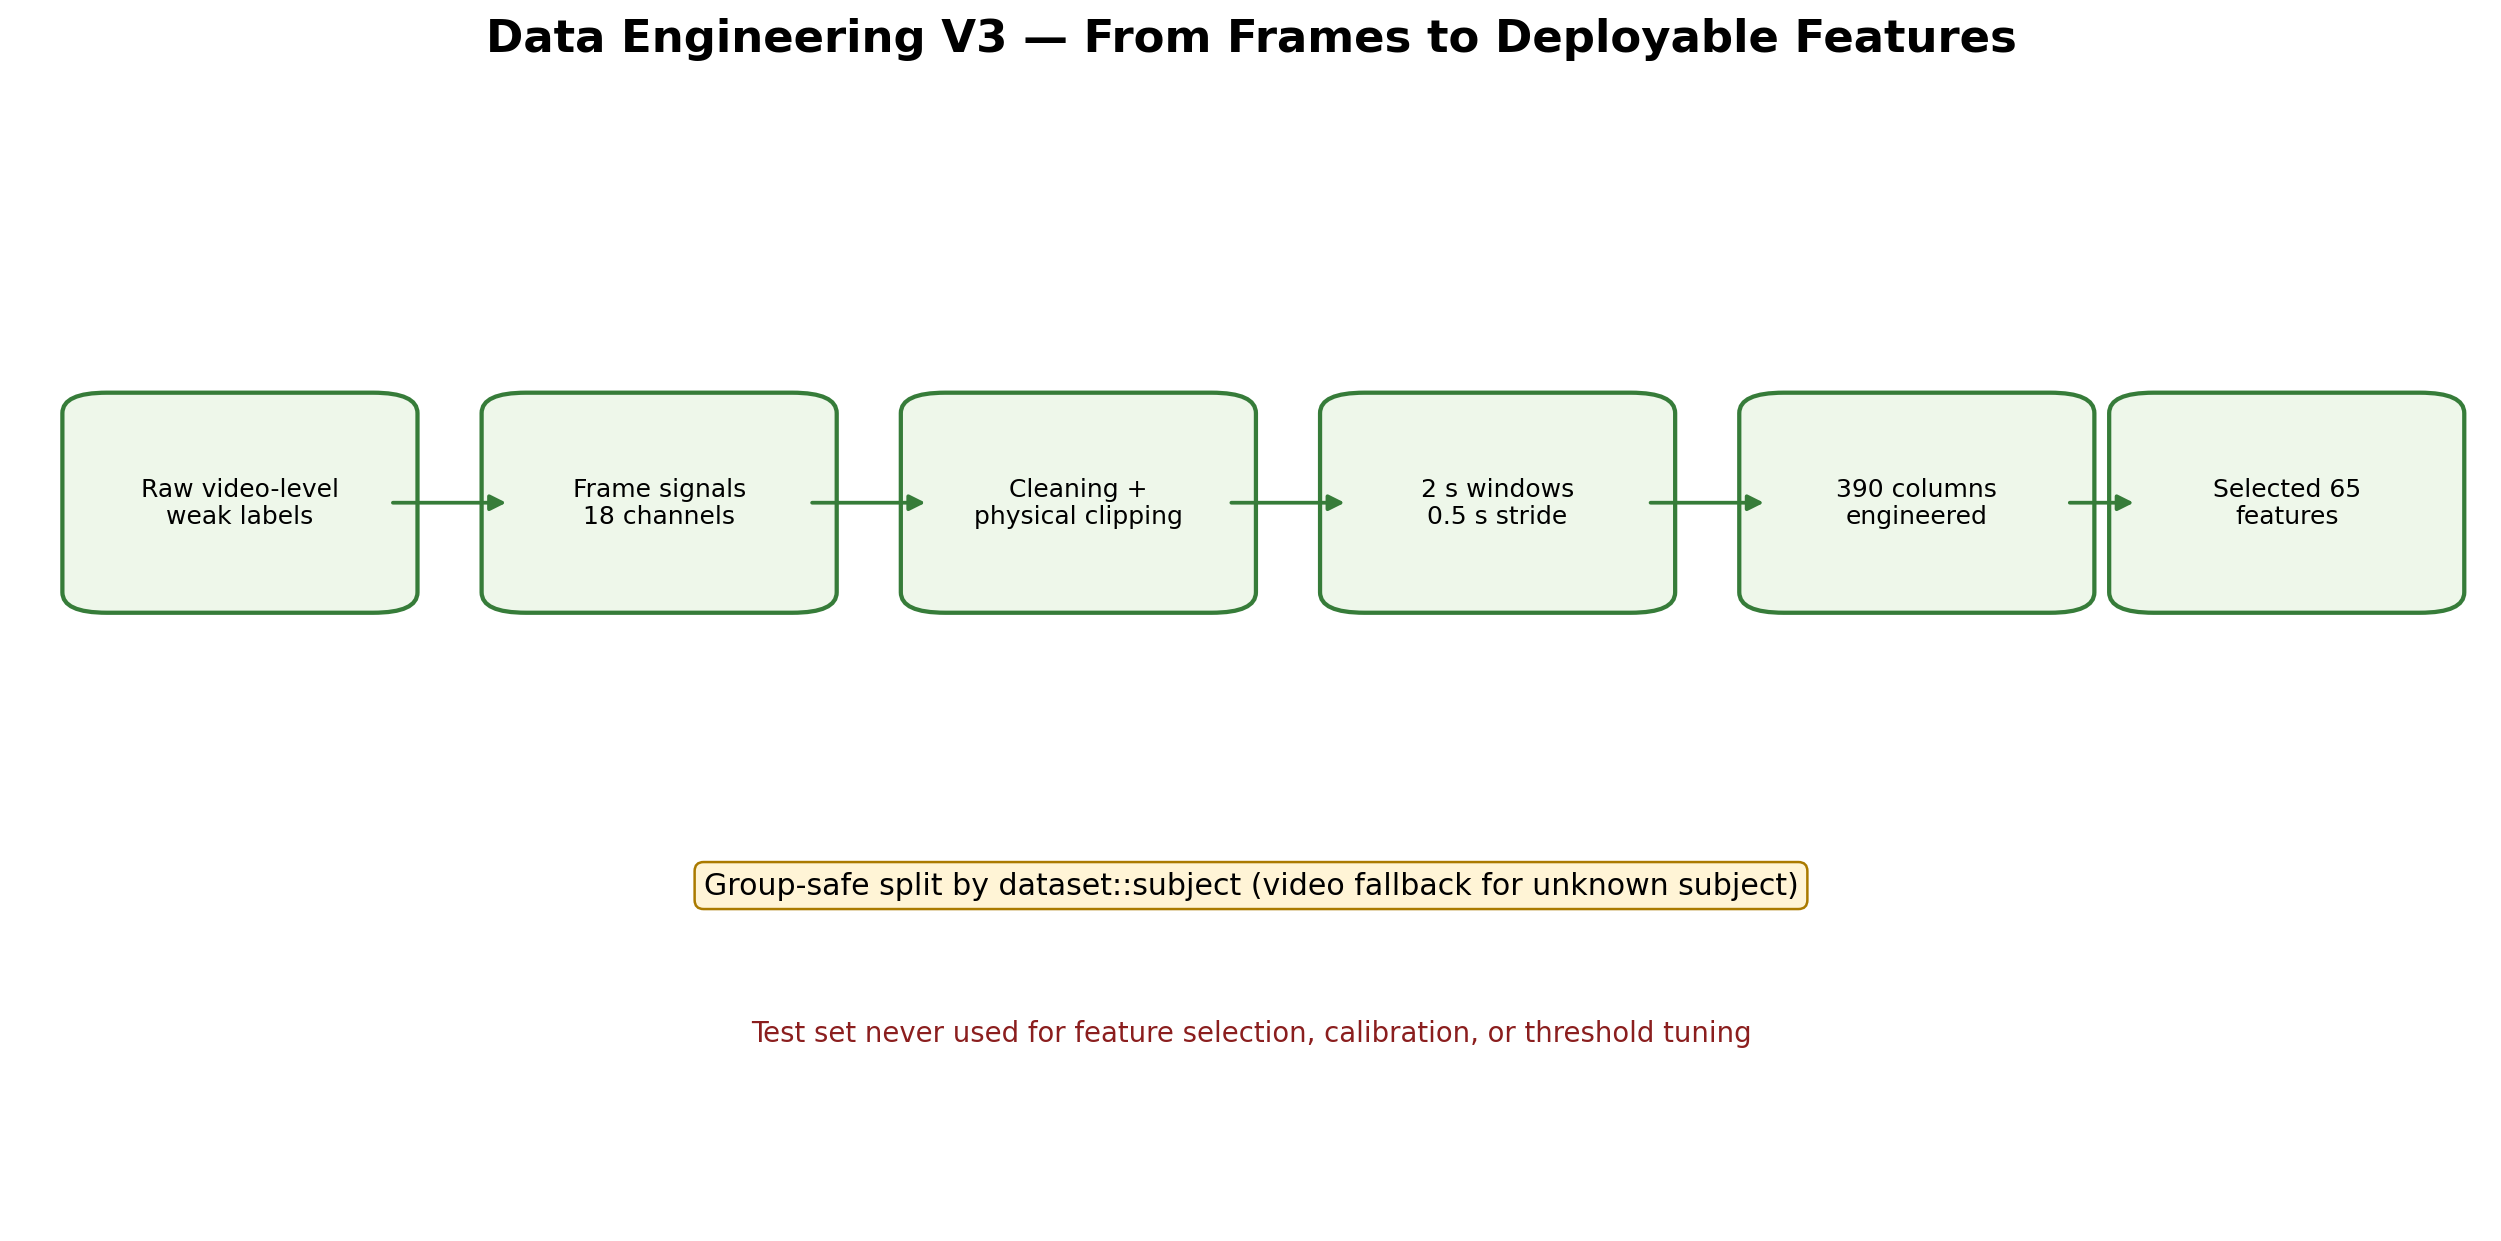 Data Engineering V3 — From Frames to Deployable Features
Raw video-level
weak labels
Frame signals
18 channels
Cleaning +
physical clipping
2 s windows
0.5 s stride
390 columns
engineered
Selected 65
features
Group-safe split by dataset::subject (video fallback for unknown subject)
Test set never used for feature selection, calibration, or threshold tuning